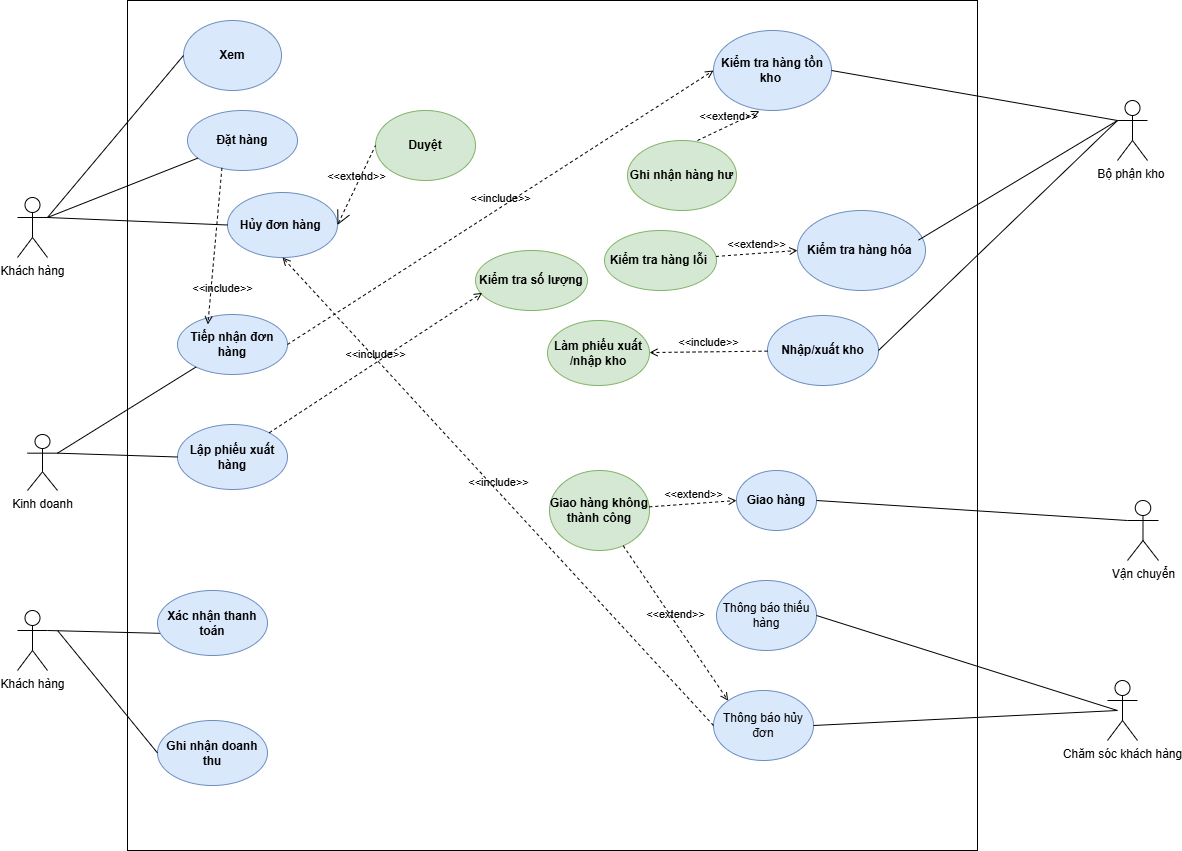 Xem
Kiểm tra hàng tồn
kho
<<extend>>
Đặt hàng
Duyệt
Ghi nhận hàng hư
Bộ phận kho
<<extend>>
<<include>>
Hủy đơn hàng
Khách hàng
Kiểm tra hàng lỗi
<<extend>>
Kiểm tra hàng hóa
Kiểm tra số lượng
<<include>>
Tiếp nhận đơn
hàng
<<include>>
Làm phiếu xuất
/nhập kho
<<include>>
Nhập/xuất kho
Lập phiếu xuất
hàng
Kinh doanh
<<include>>
Giao hàng không
thành công
<<extend>>
Giao hàng
Vận chuyển
Xác nhận thanh
toán
<<extend>>
Thông báo thiếu
hàng
Khách hàng
Thông báo hủy
đơn
Ghi nhận doanh
thu
Chăm sóc khách hàng